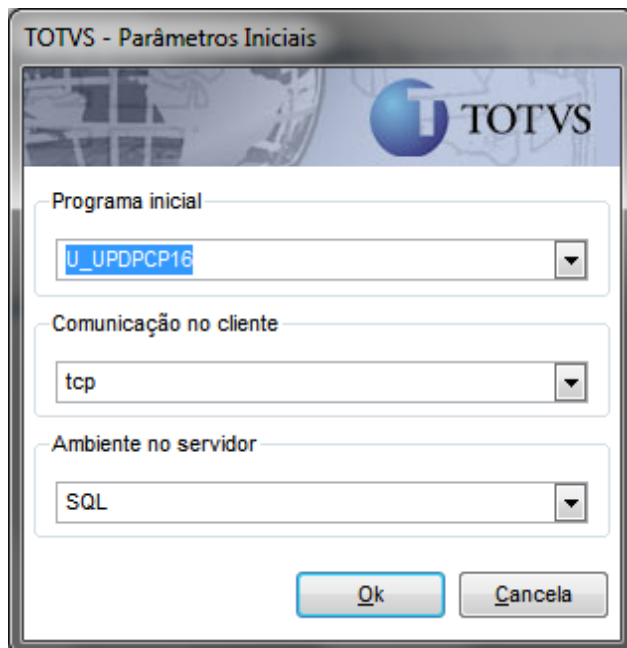 TOTVS - Parâmetros Iniciais
TOTVS
Programa inicial
U_UPDPCP16
Comunicação no cliente
tcp
Ambiente no servidor
SQL
Ok Cancela